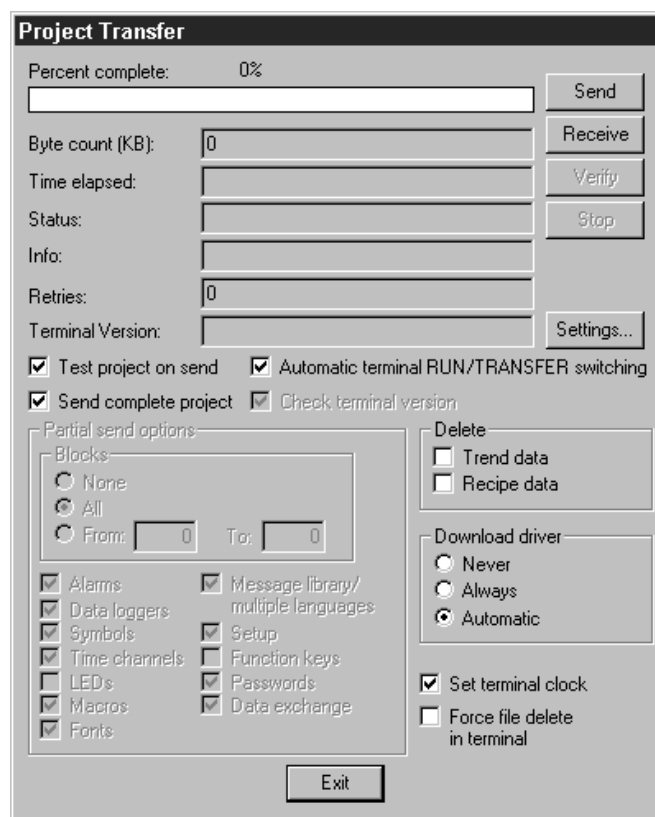 Project Transfer
Percent complete: 0%
Send
Byte count (KB): 0
Receive
Time elapsed:
Verify
Status:
Stop
Info:
Retries: 0
Terminal Version:
Settings...
Test project on send
Automatic terminal RUN/TRANSFER switching
Send complete project
Check terminal version
Partial send options
Blocks
None
All
From: 0 To: 0
Alarms
Data loggers
Symbols
Time channels
LEDs
Macros
Fonts
Message library/
multiple languages
Setup
Function keys
Passwords
Data exchange
Delete
Trend data
Recipe data
Download driver
Never
Always
Automatic
Set terminal clock
Force file delete
in terminal
Exit